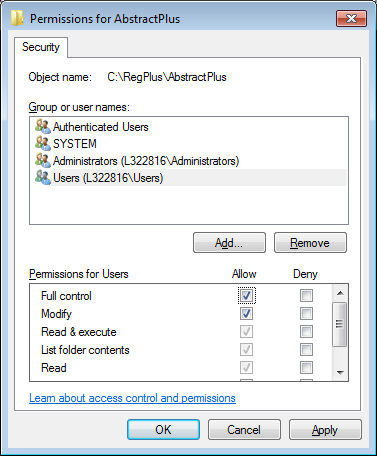 Permissions for AbstractPlus
Security
Object name: C:\RegPlus\AbstractPlus
Group or user names:
Authenticated Users
SYSTEM
Administrators (L322816\Administrators)
Users (L322816\Users)
Add... Remove
Permissions for Users Allow Deny
Full control
Modify
Read & execute
List folder contents
Read
Learn about access control and permissions
OK Cancel Apply